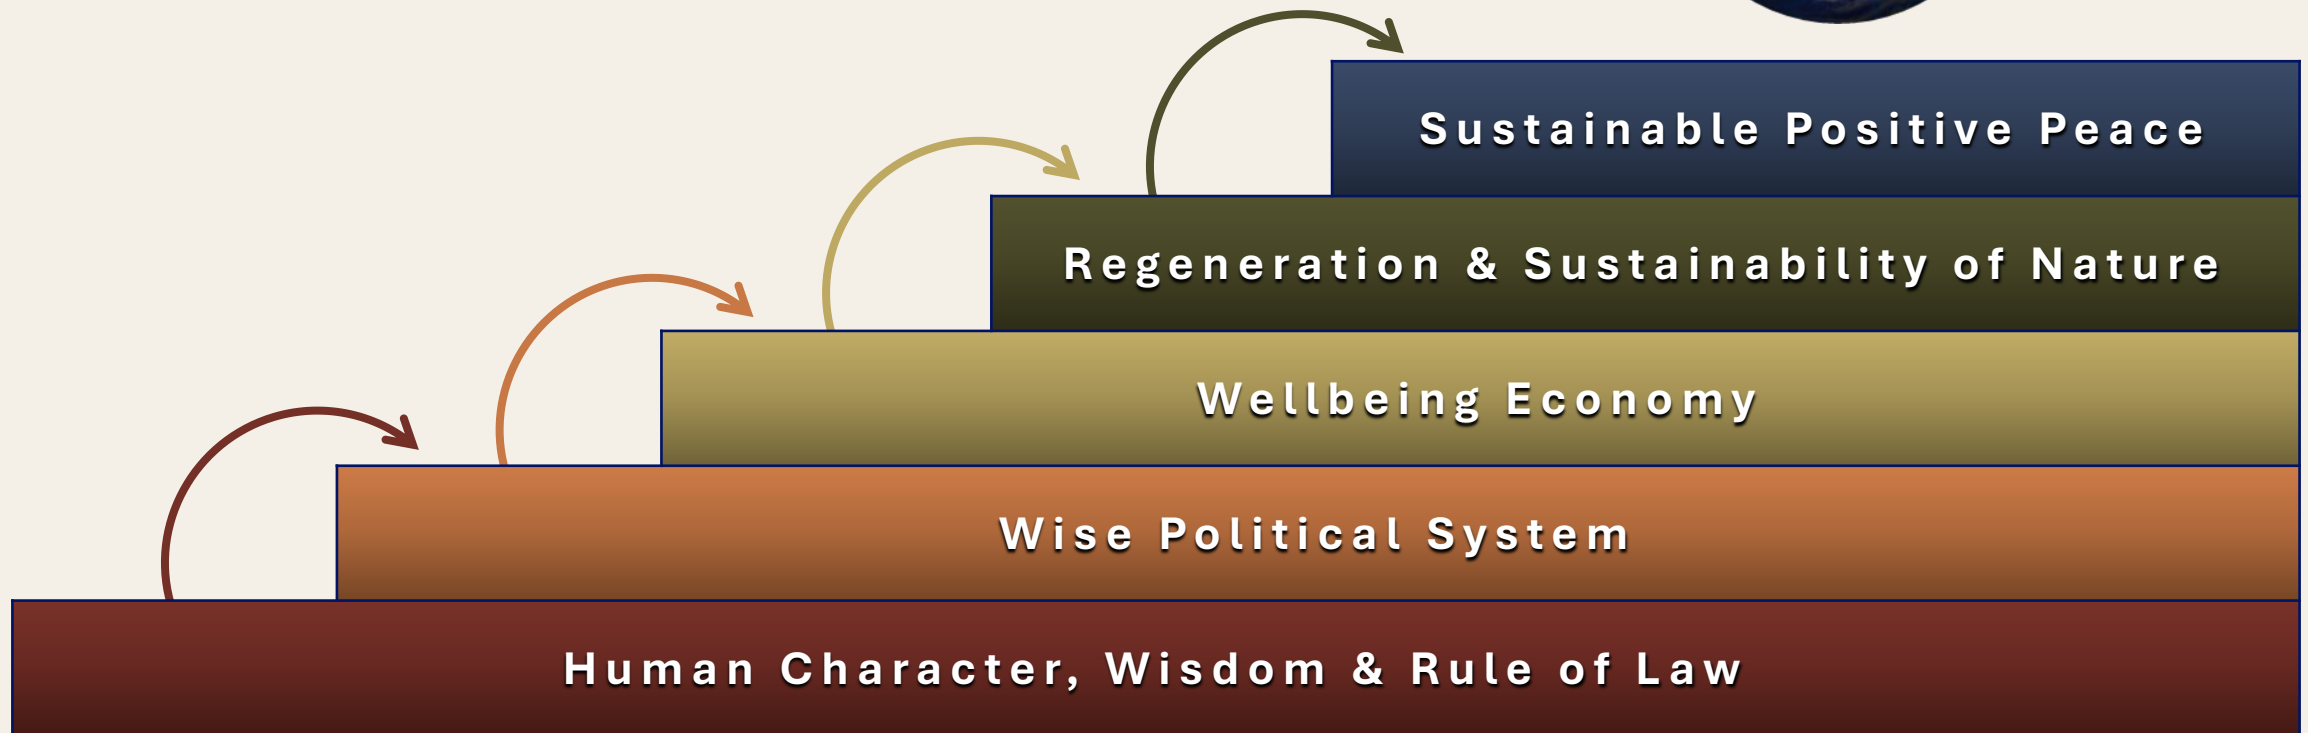 Sustainable Positive Peace
Regeneration & Sustainability of Nature
Wellbeing Economy
Wise Political System
Human Character, Wisdom & Rule of Law